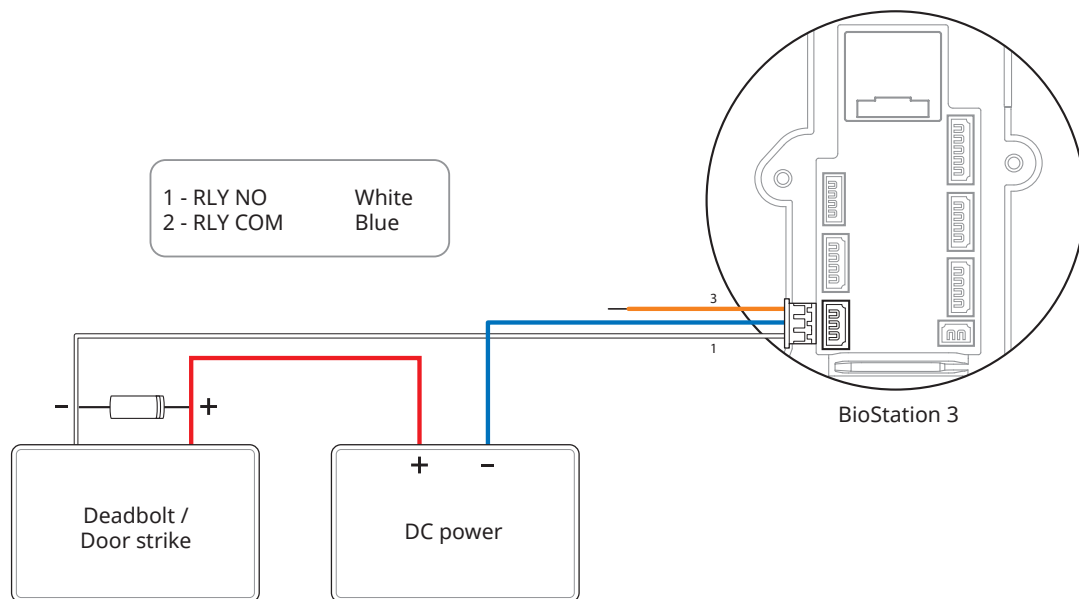 1 - RLY NO White
2 - RLY COM Blue
3
1
BioStation 3
- +
+ -
Deadbolt /
Door strike
DC power